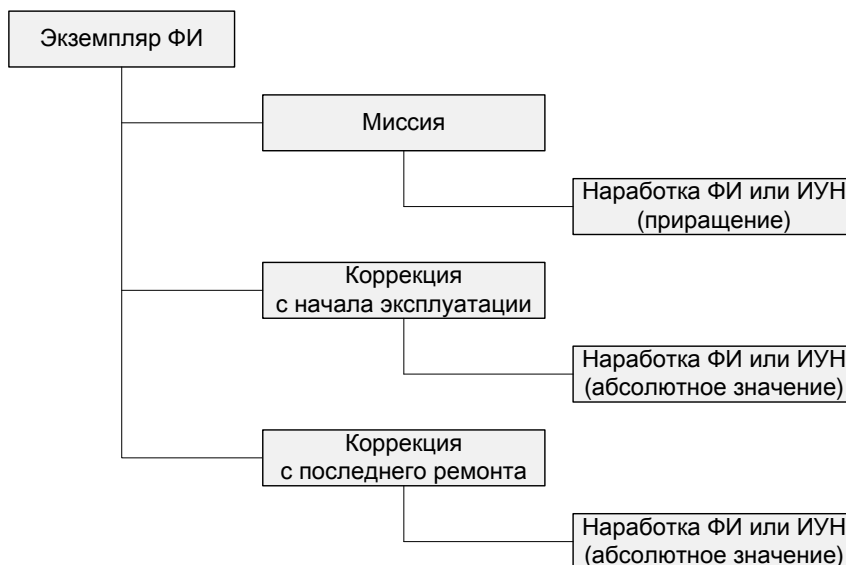 Экземпляр ФИ
Миссия
Наработка ФИ или ИУН
(приращение)
Коррекция
с начала эксплуатации
Наработка ФИ или ИУН
(абсолютное значение)
Коррекция
с последнего ремонта
Наработка ФИ или ИУН
(абсолютное значение)